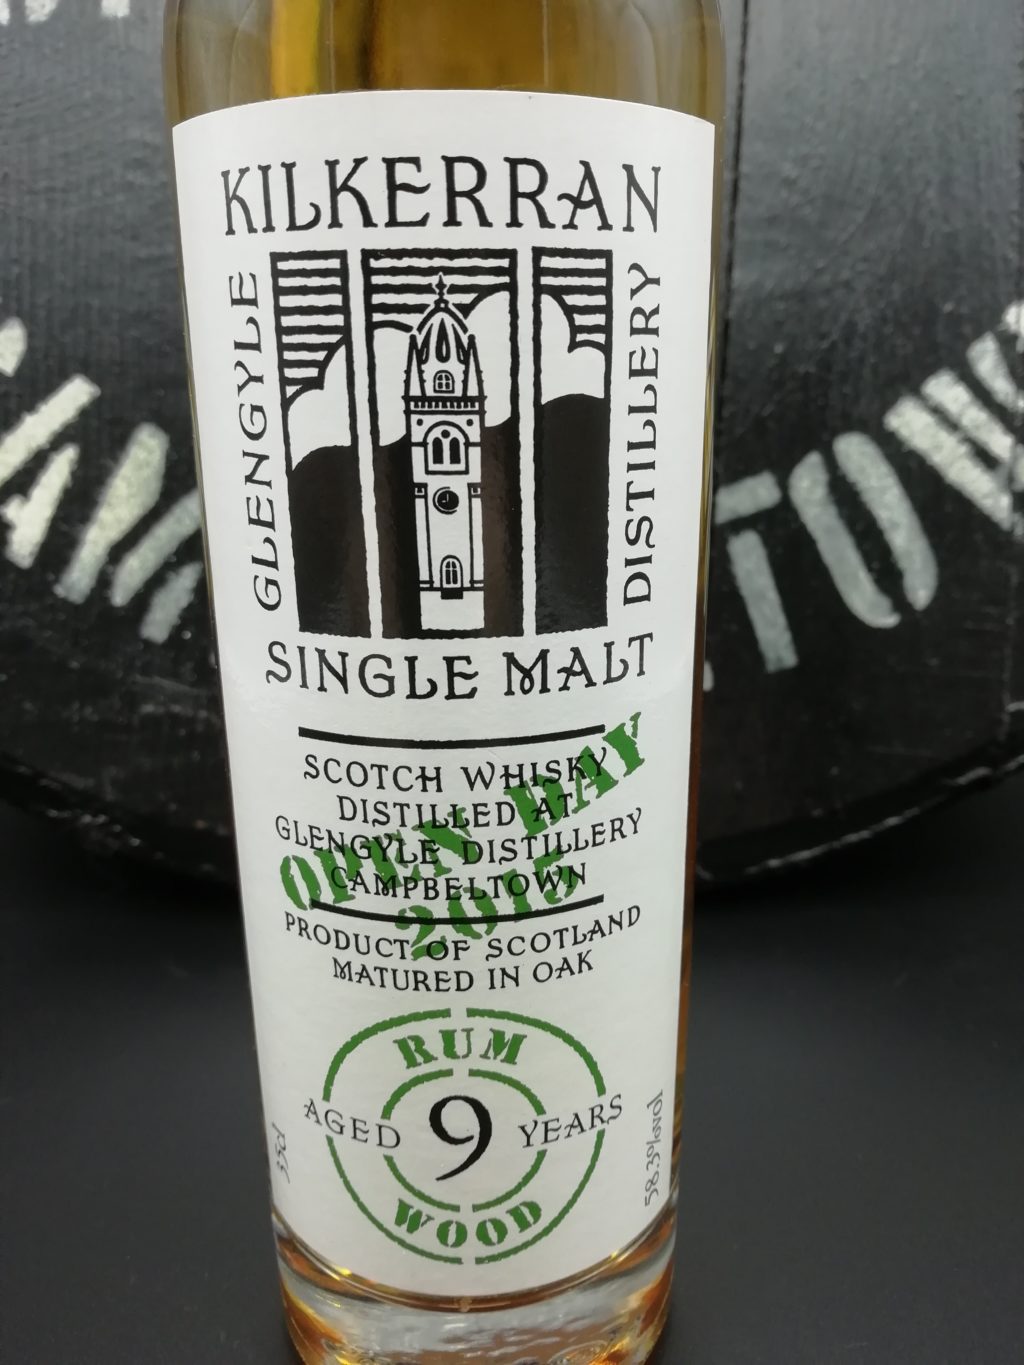 KILKERRAN
GLENGYLE
DISTILLERY
SINGLE MALT
SCOTCH WHISKY
DISTILLED AT
GLENGYLE DISTILLERY
CAMPBELTOWN
OPEN DAY
2015
PRODUCT OF SCOTLAND
MATURED IN OAK
RUM
AGED 9 YEARS
WOOD
35cl
58.3%vol